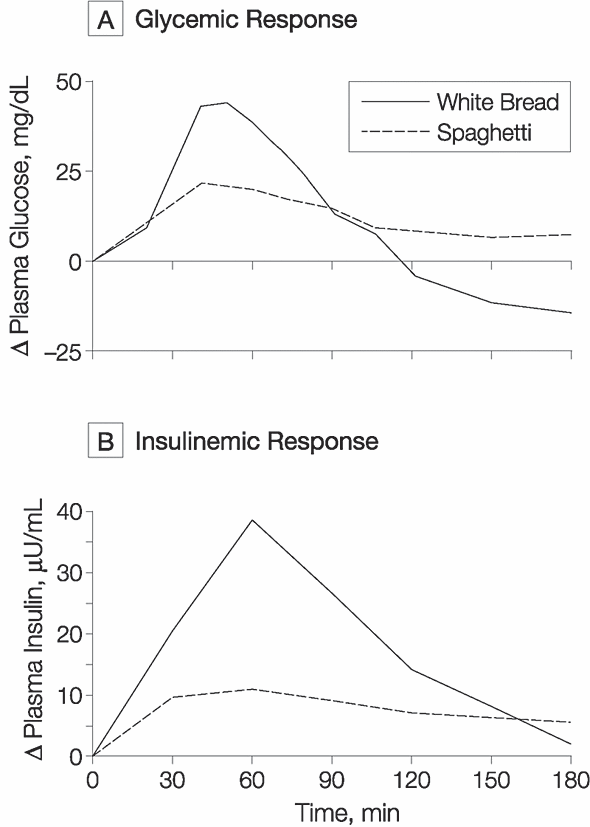 A Glycemic Response
Δ Plasma Glucose, mg/dL
50
25
0
–25
White Bread
Spaghetti
B Insulinemic Response
Δ Plasma Insulin, µU/mL
40
30
20
10
0
0 30 60 90 120 150 180
Time, min